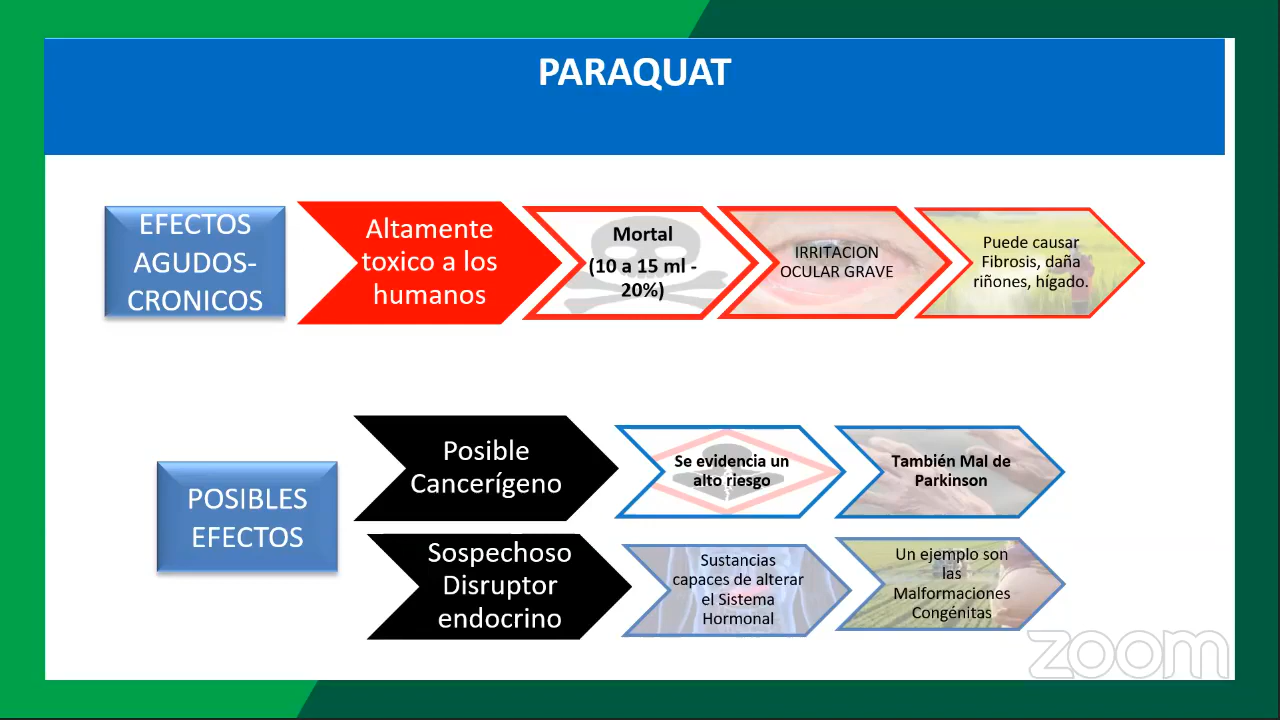 PARAQUAT
EFECTOS
AGUDOS-
CRONICOS
Altamente
toxico a los
humanos
Mortal
(10 a 15 ml -
20%)
IRRITACION
OCULAR GRAVE
Puede causar
Fibrosis, daña
riñones, hígado.
POSIBLES
EFECTOS
Posible
Cancerígeno
Se evidencia un
alto riesgo
También Mal de
Parkinson
Sospechoso
Disruptor
endocrino
Sustancias
capaces de alterar
el Sistema
Hormonal
Un ejemplo son
las
Malformaciones
Congénitas
zoom